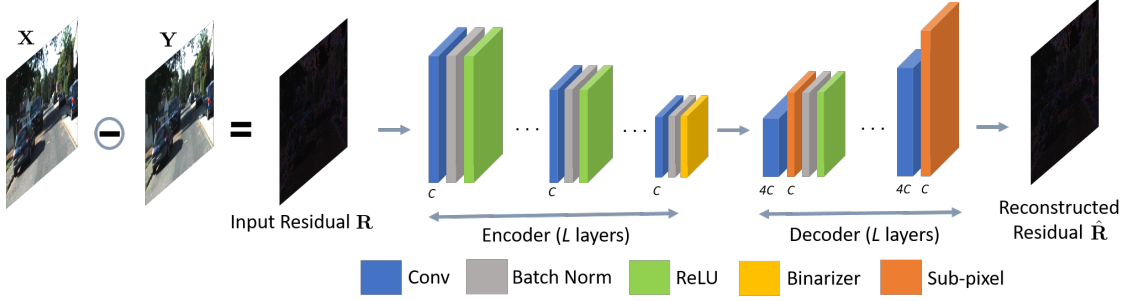 X
Y
−
=
Input Residual R
C
. . .
C
. . .
C
Encoder (L layers)
4C
C
. . .
4C
C
Decoder (L layers)
Reconstructed
Residual R̂
Conv
Batch Norm
ReLU
Binarizer
Sub-pixel